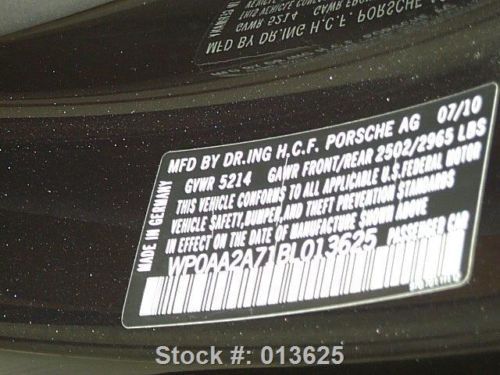 MFD BY DR.ING H.C.F. PORSCHE AG 07/10
GVWR 5214 GAWR FRONT/REAR 2502/2965 LBS
THIS VEHICLE CONFORMS TO ALL APPLICABLE U.S.FEDERAL MOTOR
VEHICLE SAFETY,BUMPER,AND THEFT PREVENTION STANDARDS
IN EFFECT ON THE DATE OF MANUFACTURE SHOWN ABOVE
WP0AA2A71BL013625 PASSENGER CAR
MADE IN GERMANY
Stock #: 013625